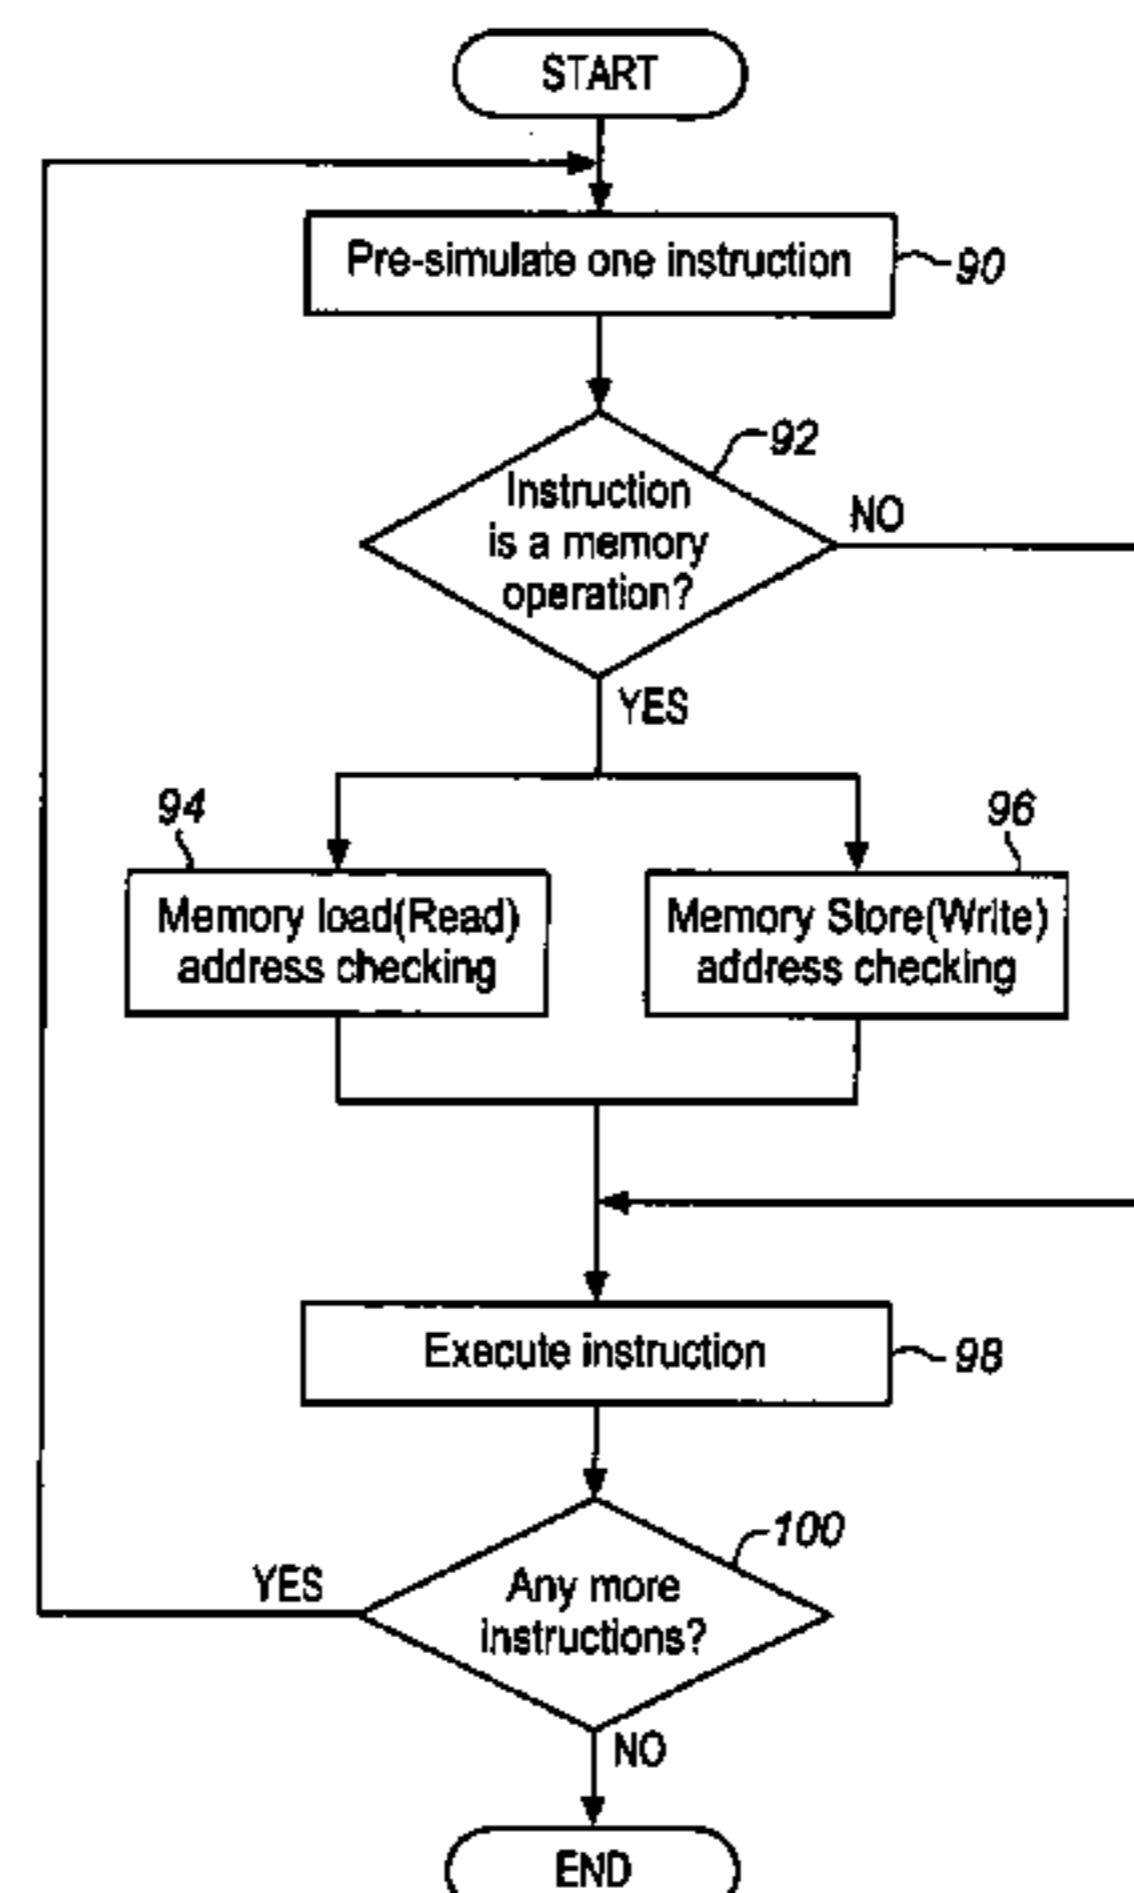 START
Pre-simulate one instruction
90
92
Instruction
is a memory
operation?
NO
YES
94
96
Memory load(Read)
address checking
Memory Store(Write)
address checking
Execute instruction
98
100
YES
Any more
instructions?
NO
END